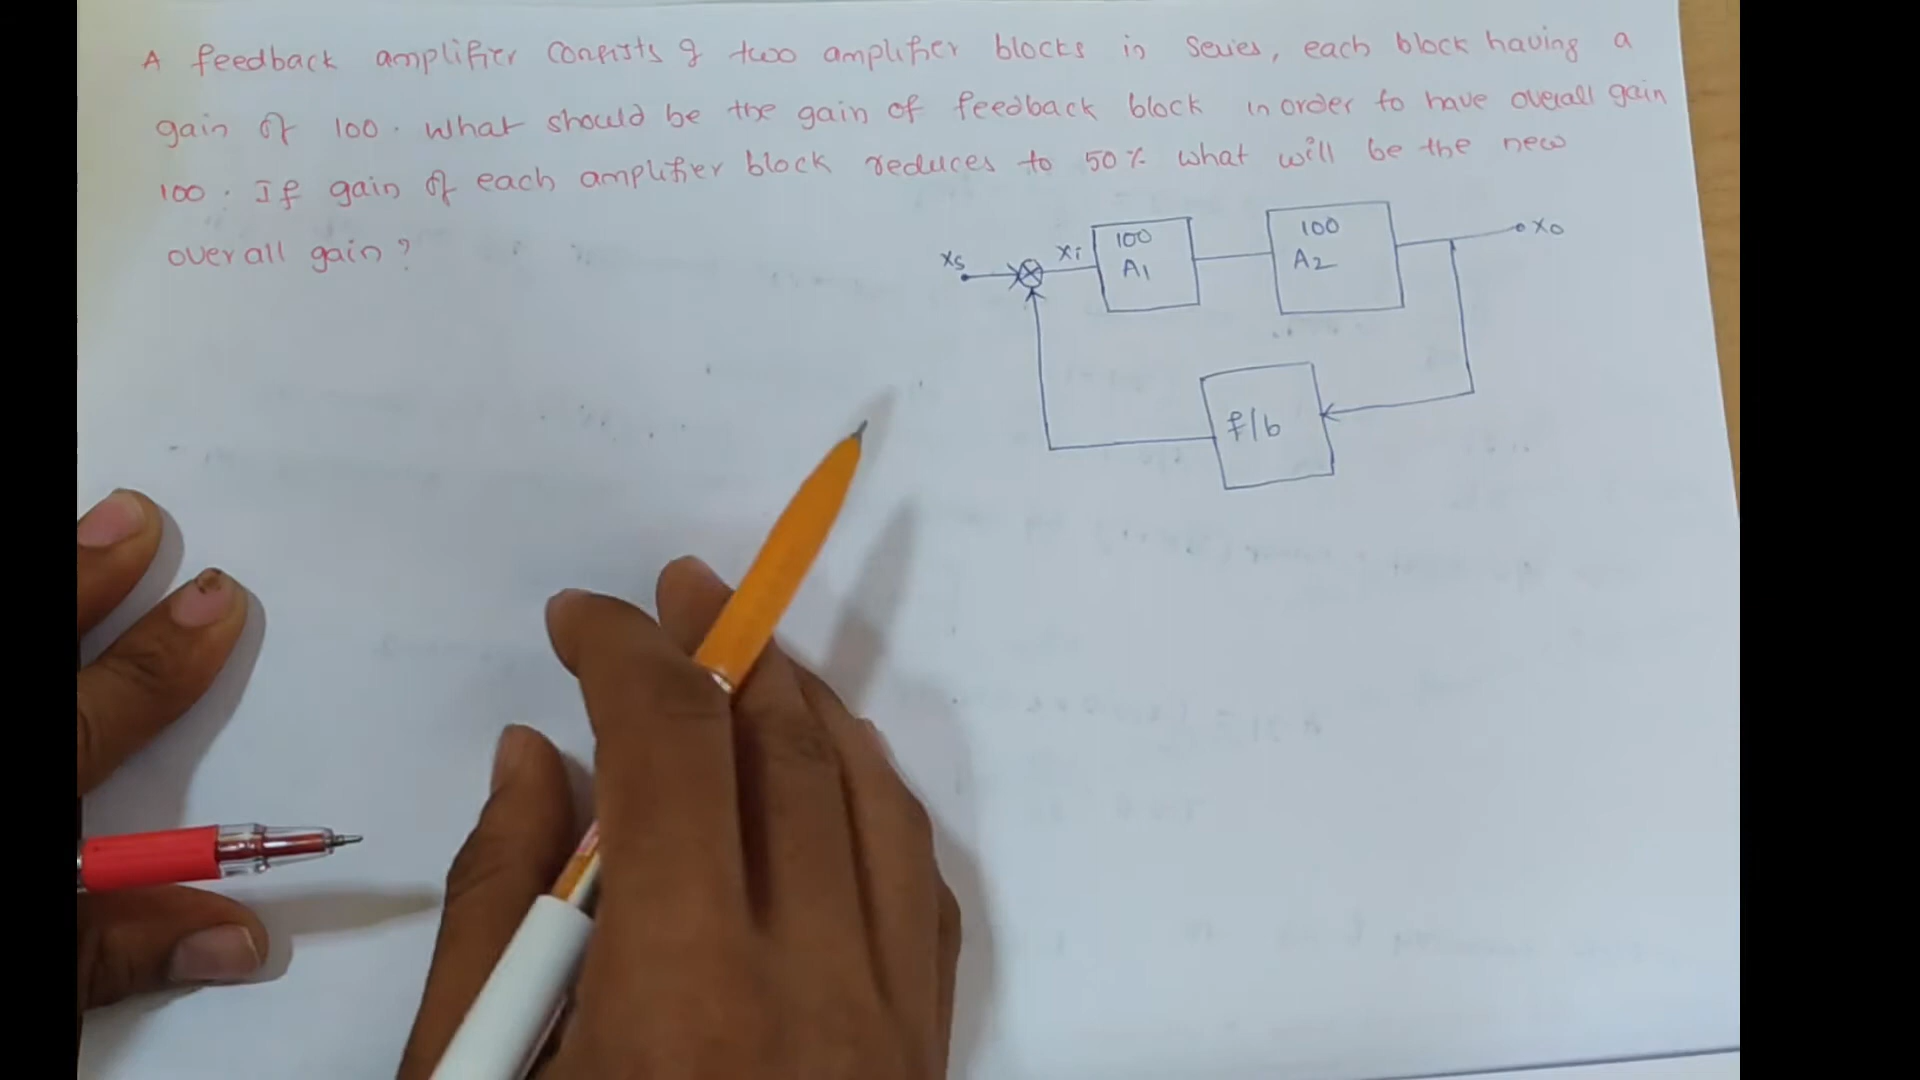 A feedback amplifier consists of two amplifier blocks in series, each block having a
gain of 100. What should be the gain of feedback block in order to have overall gain
100. If gain of each amplifier block reduces to 50% what will be the new
overall gain?
Xs
Xi
100
A1
100
A2
Xo
f/b